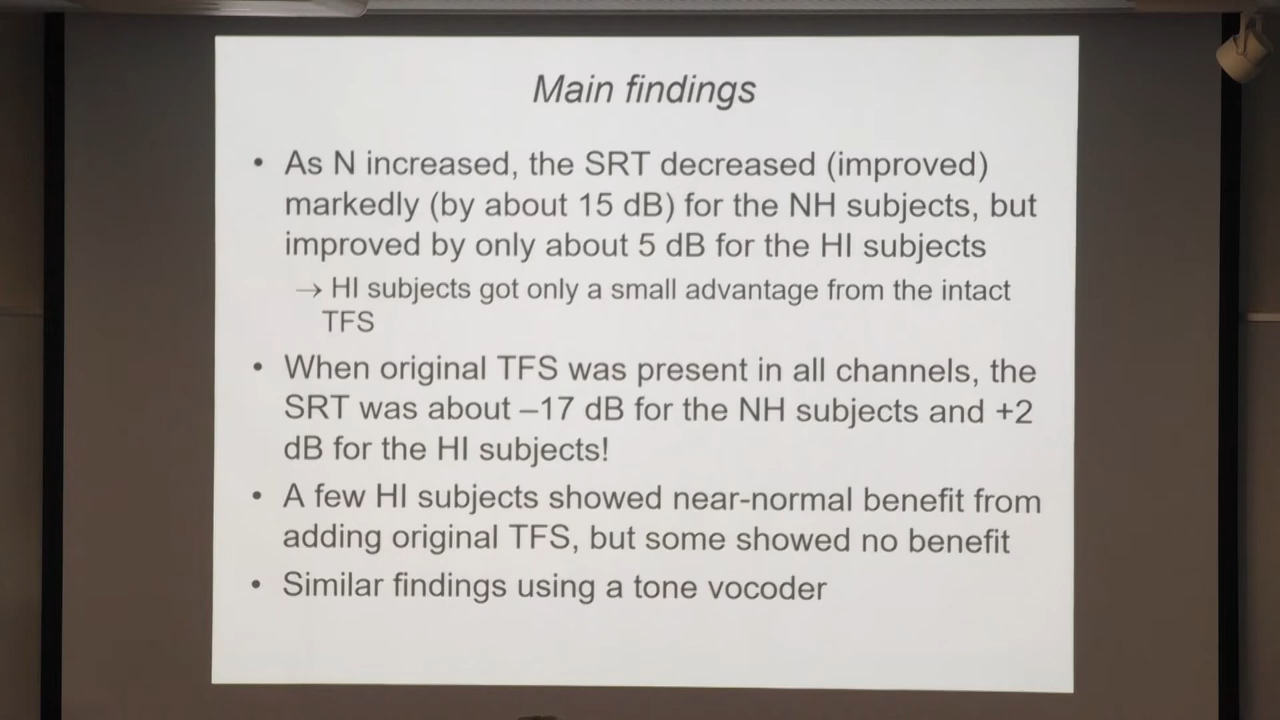 Main findings
• As N increased, the SRT decreased (improved)
markedly (by about 15 dB) for the NH subjects, but
improved by only about 5 dB for the HI subjects
→ HI subjects got only a small advantage from the intact
TFS
• When original TFS was present in all channels, the
SRT was about –17 dB for the NH subjects and +2
dB for the HI subjects!
• A few HI subjects showed near-normal benefit from
adding original TFS, but some showed no benefit
• Similar findings using a tone vocoder